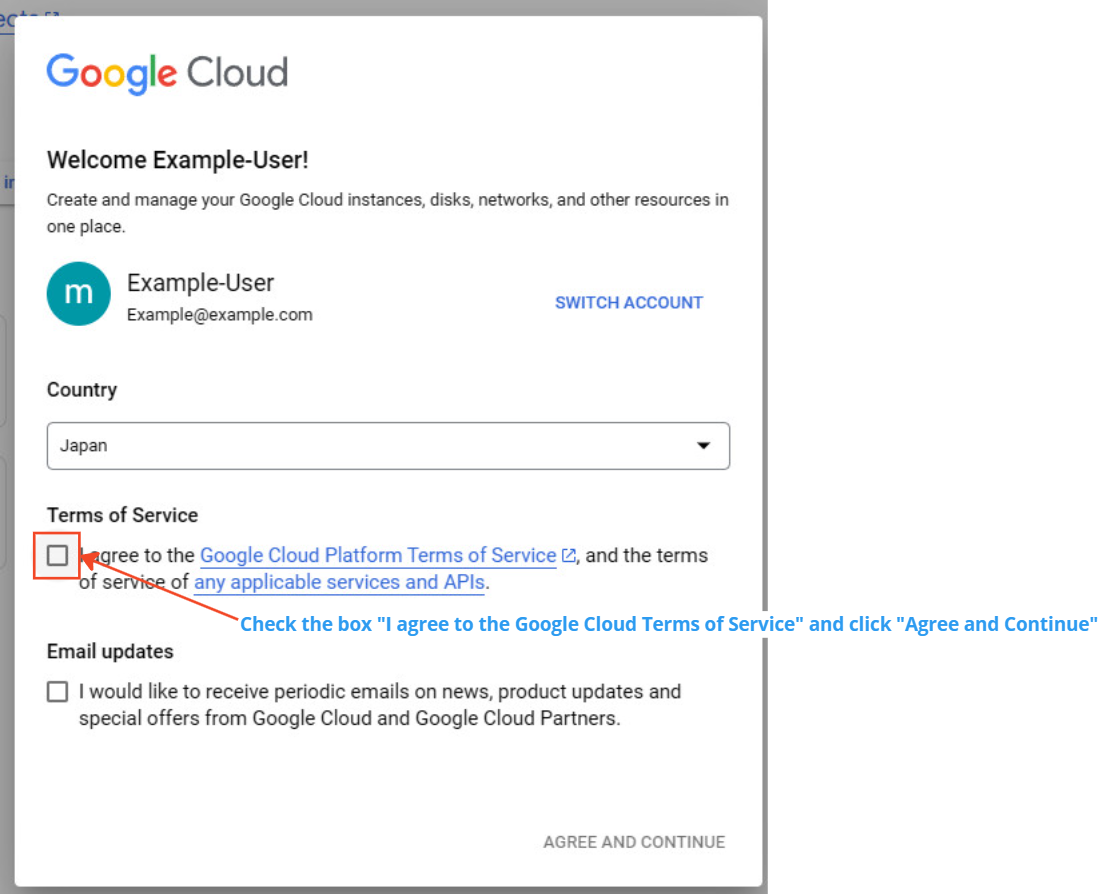 Google Cloud
Welcome Example-User!
Create and manage your Google Cloud instances, disks, networks, and other resources in
one place.
m
Example-User
Example@example.com
SWITCH ACCOUNT
Country
Japan
Terms of Service
I agree to the Google Cloud Platform Terms of Service, and the terms
of service of any applicable services and APIs.
Check the box "I agree to the Google Cloud Terms of Service" and click "Agree and Continue"
Email updates
I would like to receive periodic emails on news, product updates and
special offers from Google Cloud and Google Cloud Partners.
AGREE AND CONTINUE